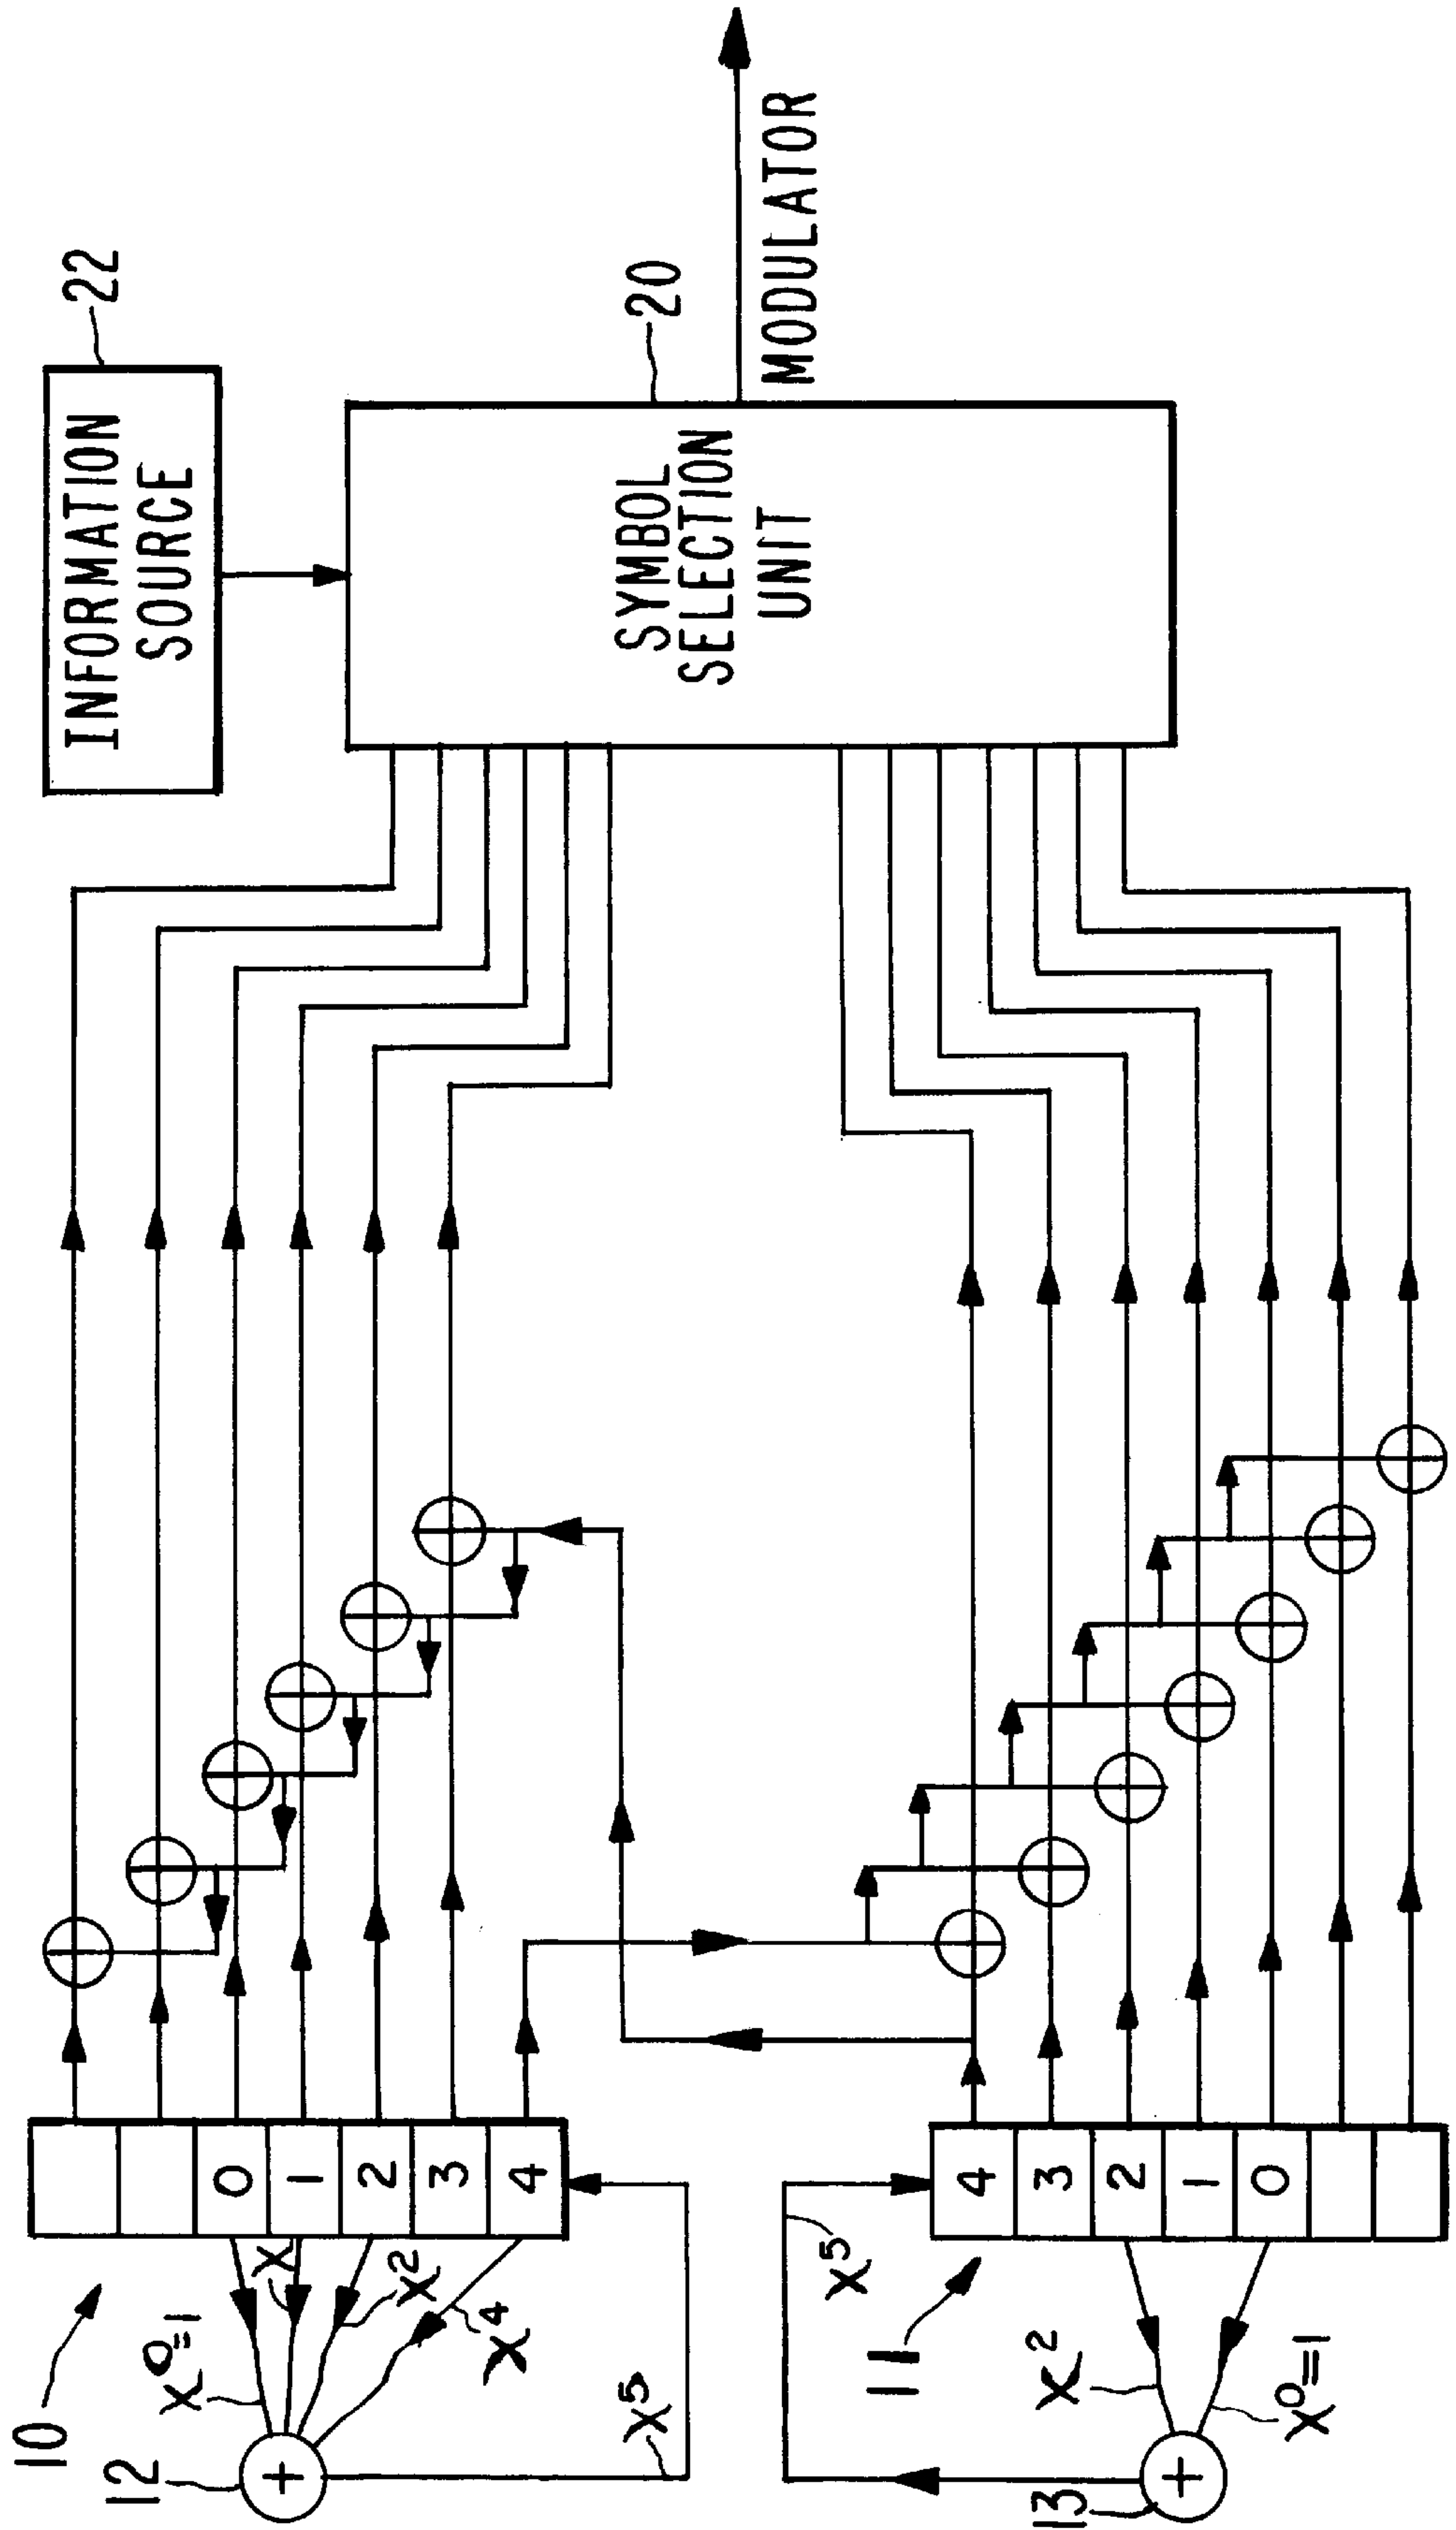 INFORMATION
SOURCE
22
SYMBOL
SELECTION
UNIT
20
MODULATOR
10
12
X⁰=1
X
X²
X⁴
X⁵
0
1
2
3
4
11
13
X⁵
X²
X⁰=1
4
3
2
1
0